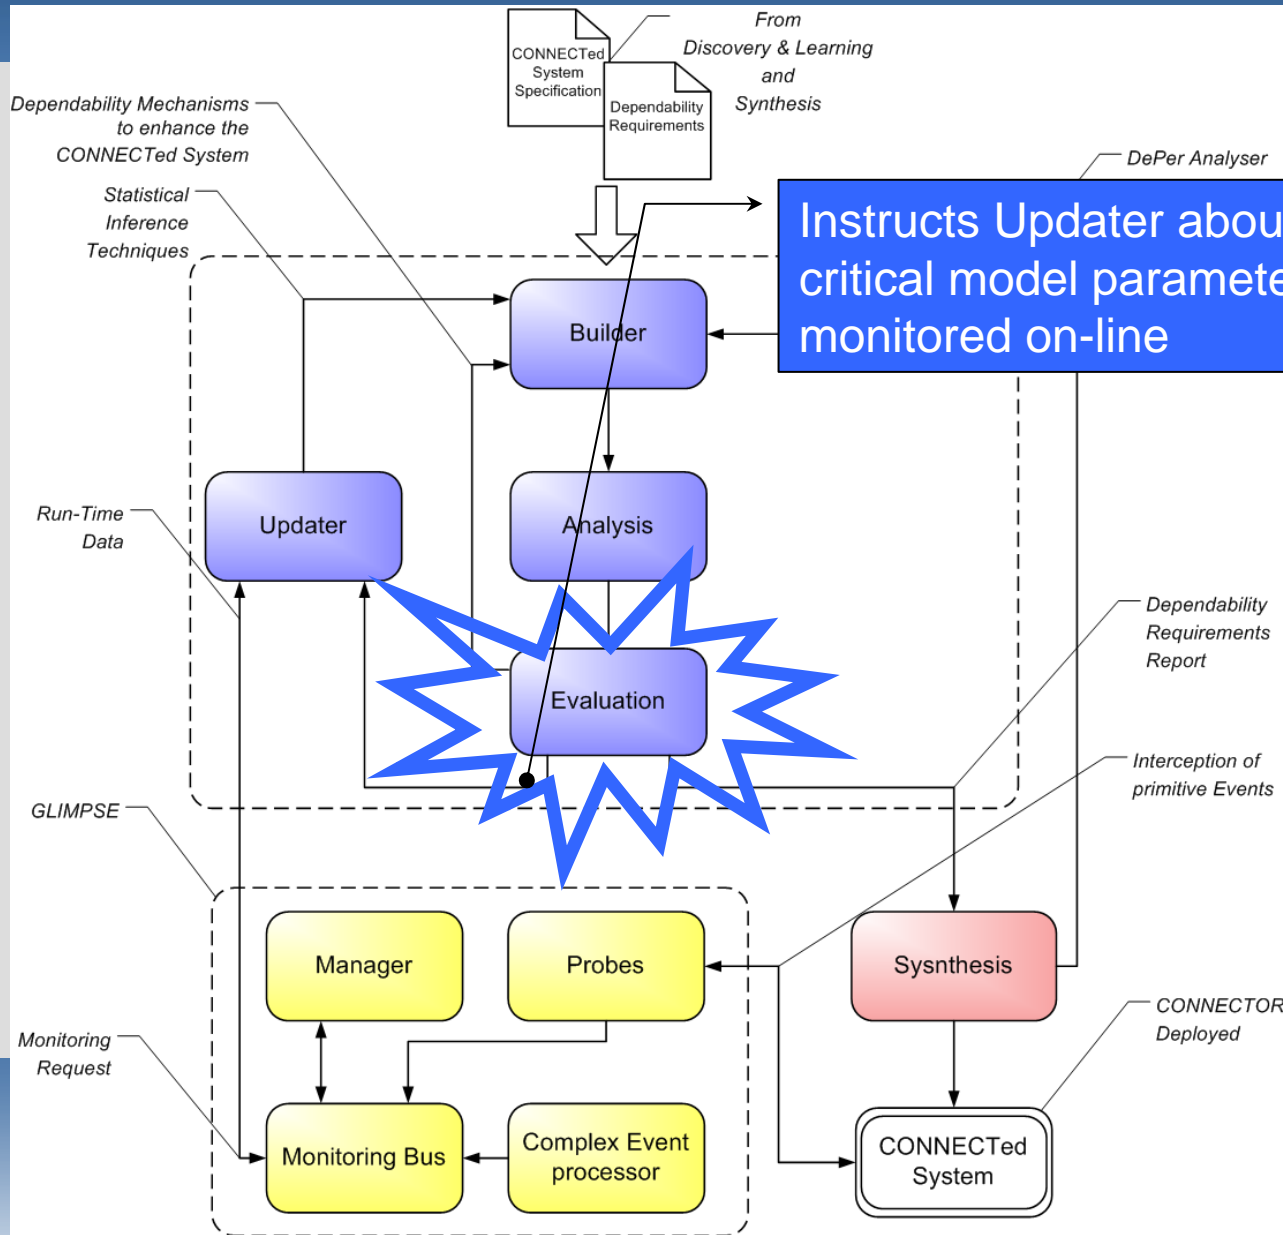 From
Discovery & Learning
and
Synthesis
CONNECTed
System
Specification
Dependability
Requirements
Dependability Mechanisms
to enhance the
CONNECTed System
DePer Analyser
Statistical
Inference
Techniques
Instructs Updater abou
critical model paramete
monitored on-line
Builder
Updater
Analysis
Run-Time
Data
Dependability
Requirements
Report
Evaluation
Interception of
primitive Events
GLIMPSE
Manager
Probes
Sysnthesis
CONNECTOR
Deployed
Monitoring
Request
Monitoring Bus
Complex Event
processor
CONNECTed
System